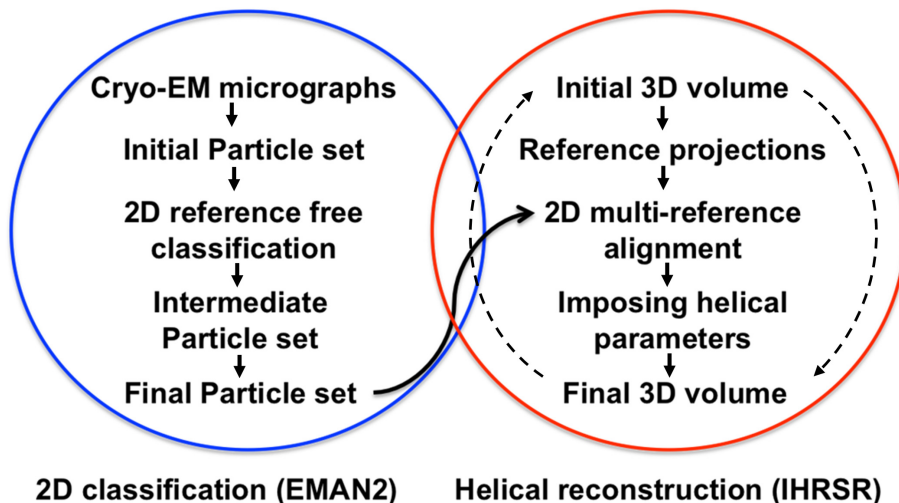 Cryo-EM micrographs
Initial Particle set
2D reference free
classification
Intermediate
Particle set
Final Particle set
2D classification (EMAN2)
Initial 3D volume
Reference projections
2D multi-reference
alignment
Imposing helical
parameters
Final 3D volume
Helical reconstruction (IHRSR)